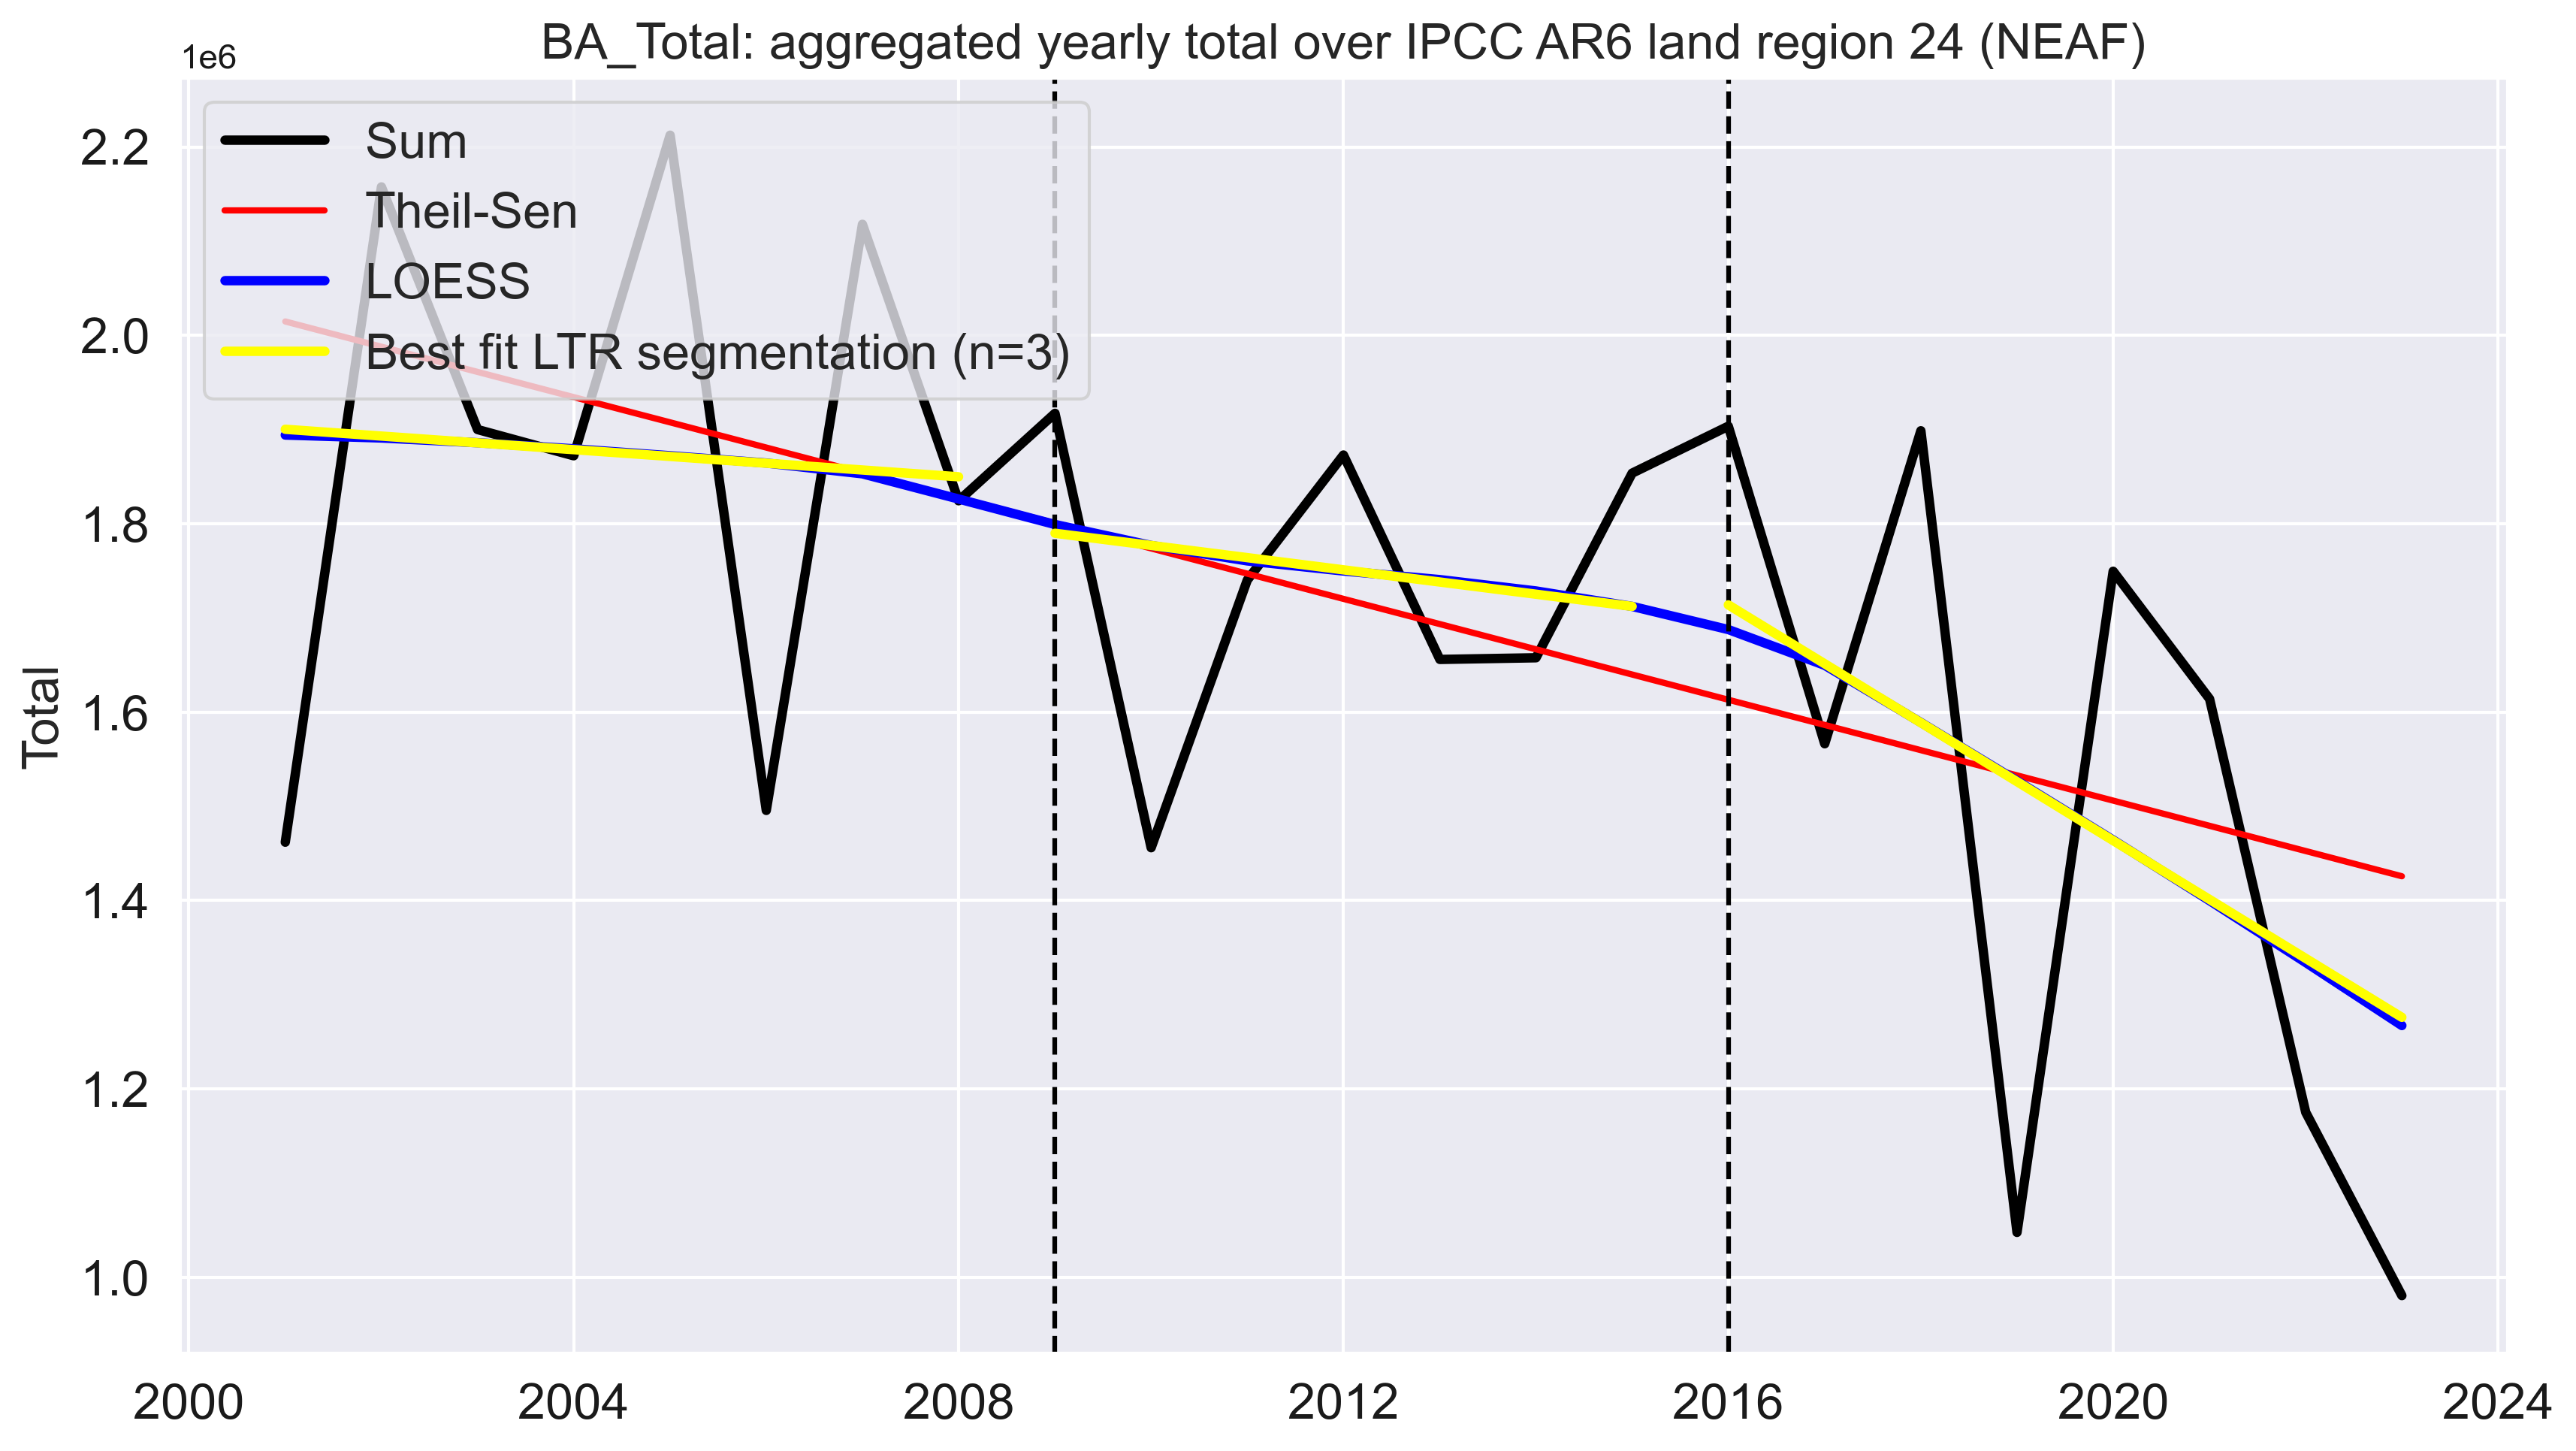 BA_Total: aggregated yearly total over IPCC AR6 land region 24 (NEAF)
1e6
Sum
Theil-Sen
LOESS
Best fit LTR segmentation (n=3)
Total
2.2
2.0
1.8
1.6
1.4
1.2
1.0
2000 2004 2008 2012 2016 2020 2024